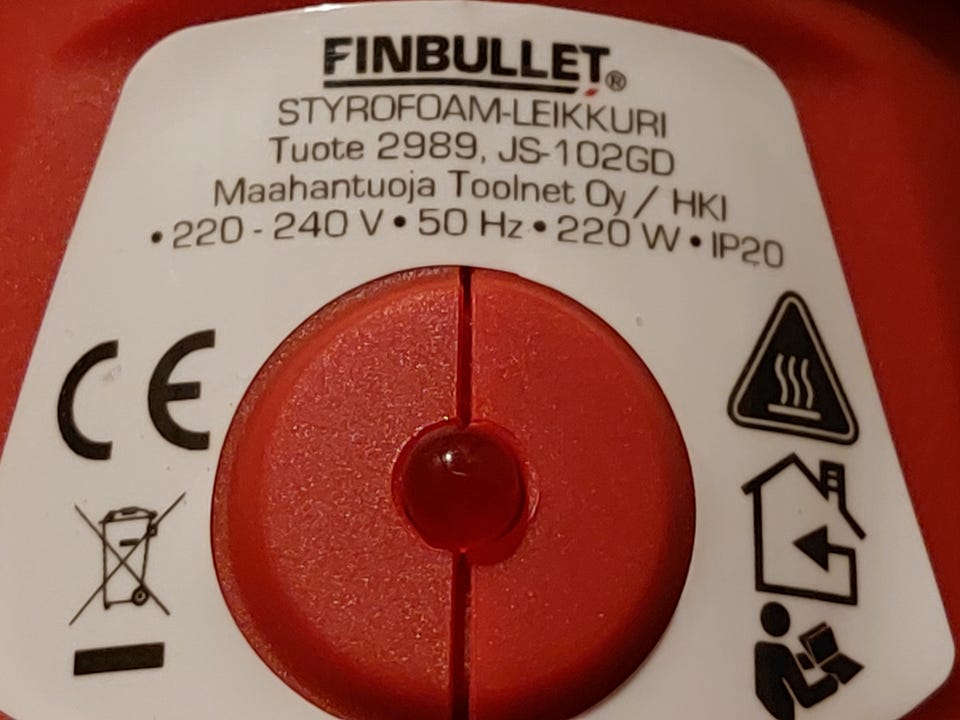 FINBULLET®
STYROFOAM-LEIKKURI
Tuote 2989, JS-102GD
Maahantuoja Toolnet Oy / HKI
• 220 - 240 V • 50 Hz • 220 W • IP20
CE